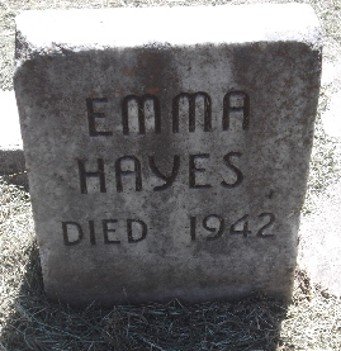 EMMA
HAYES
DIED 1942